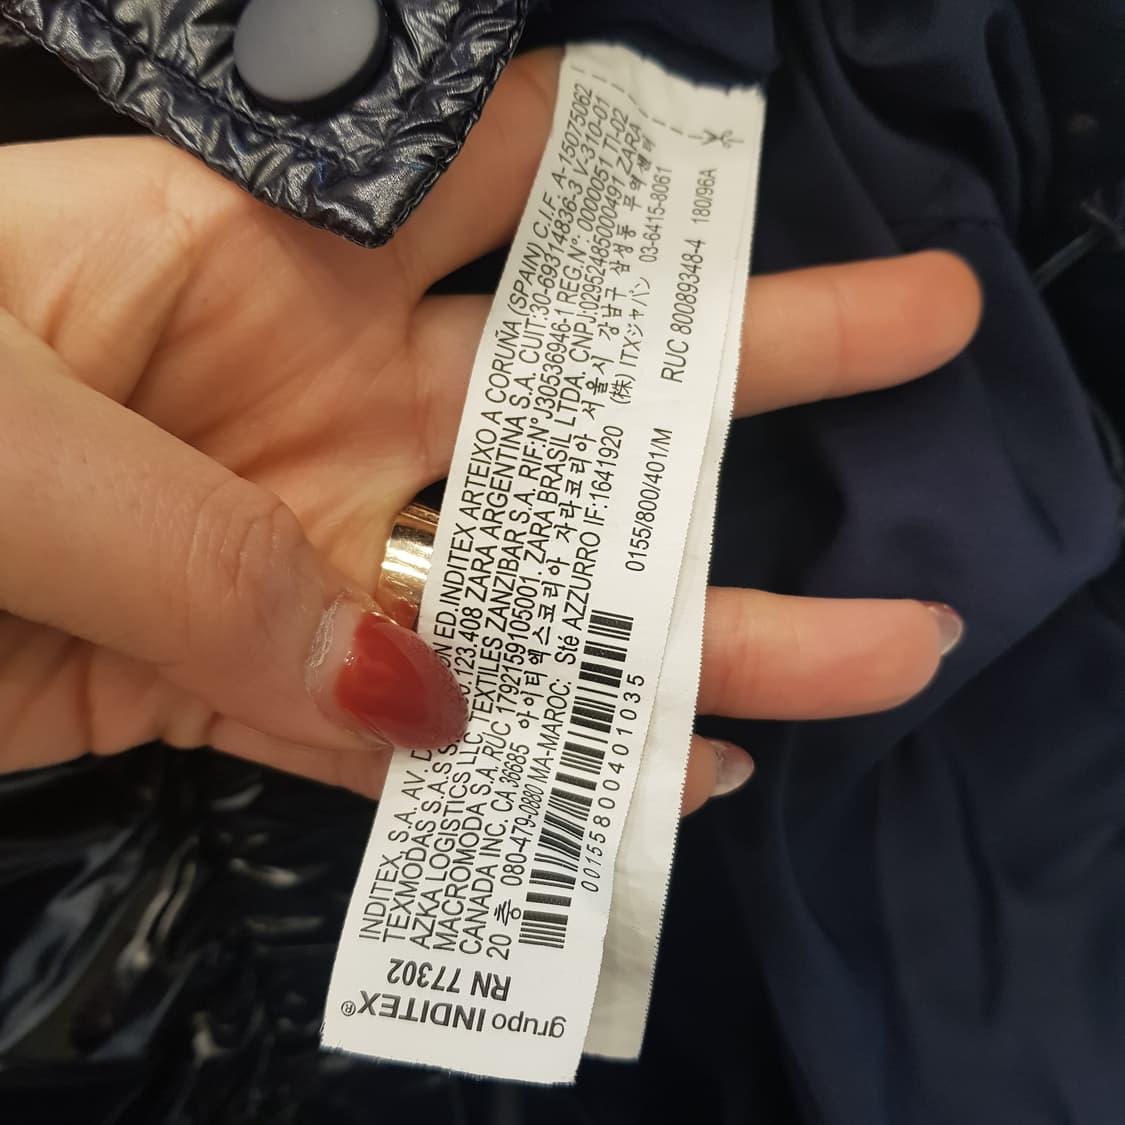 grupo INDITEX®
RN 77302
INDITEX, S.A. AV. ON ED.INDITEX ARTEIXO A CORUÑA (SPAIN) C.I.F. A-15075062
TEXMODAS S.A.S .123.408 ZARA ARGENTINA S.A. CUIT:30-69314836-3 V-310-01
AZKA LOGISTICS LLC TEXTILES ZANZIBAR S.A. RIF:N°J30536946-1 REG.N°. 0000051 TI-02
MACROMODA S.A. RUC 1792159105001. ZARA BRASIL LTDA. CNPJ:02952485000491 ZARA
CANADA INC. CA 36685 아이티엑스코리아 자라코리아 서울시 강남구 삼성동 무역센터
20 층 080-479-0880 MA-MAROC: Sté AZZURRO IF:1641920 (株) ITXジャパン 03-6415-8061
0155/800/401/M RUC 80089348-4 180/96A
00155800401035